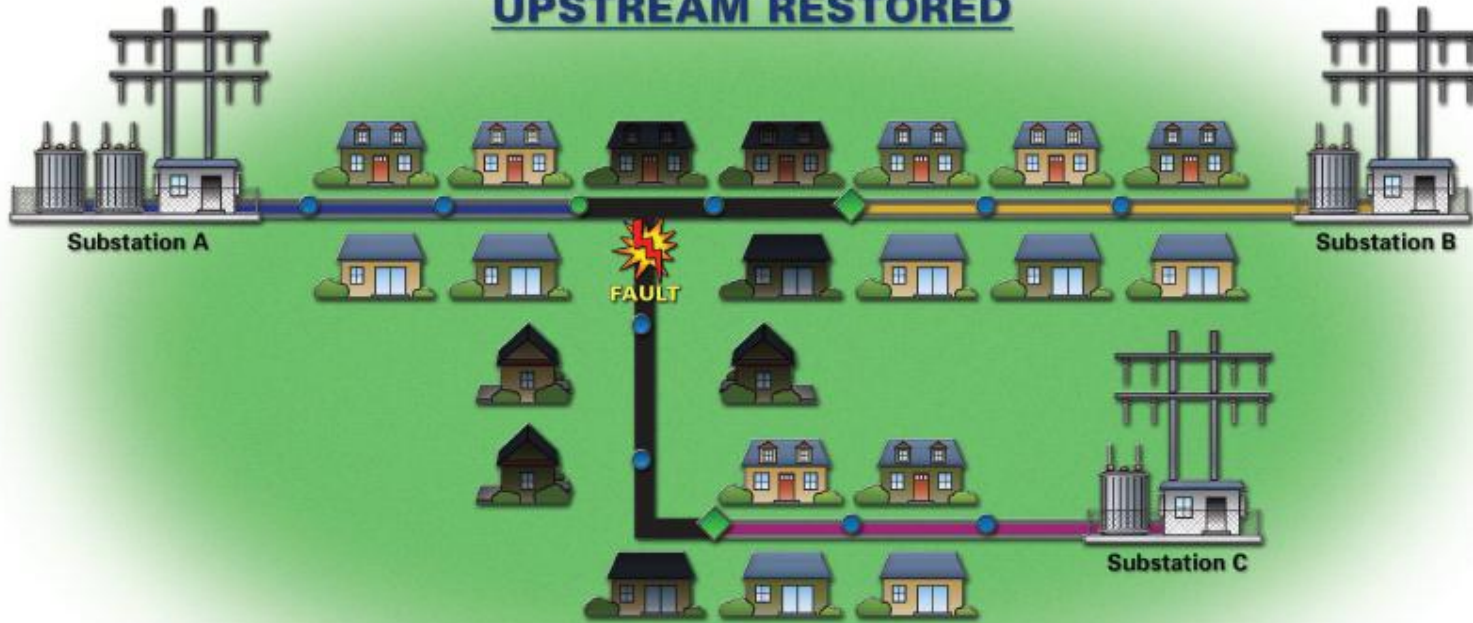 UPSTREAM RESTORED
Substation A
Substation B
FAULT
Substation C